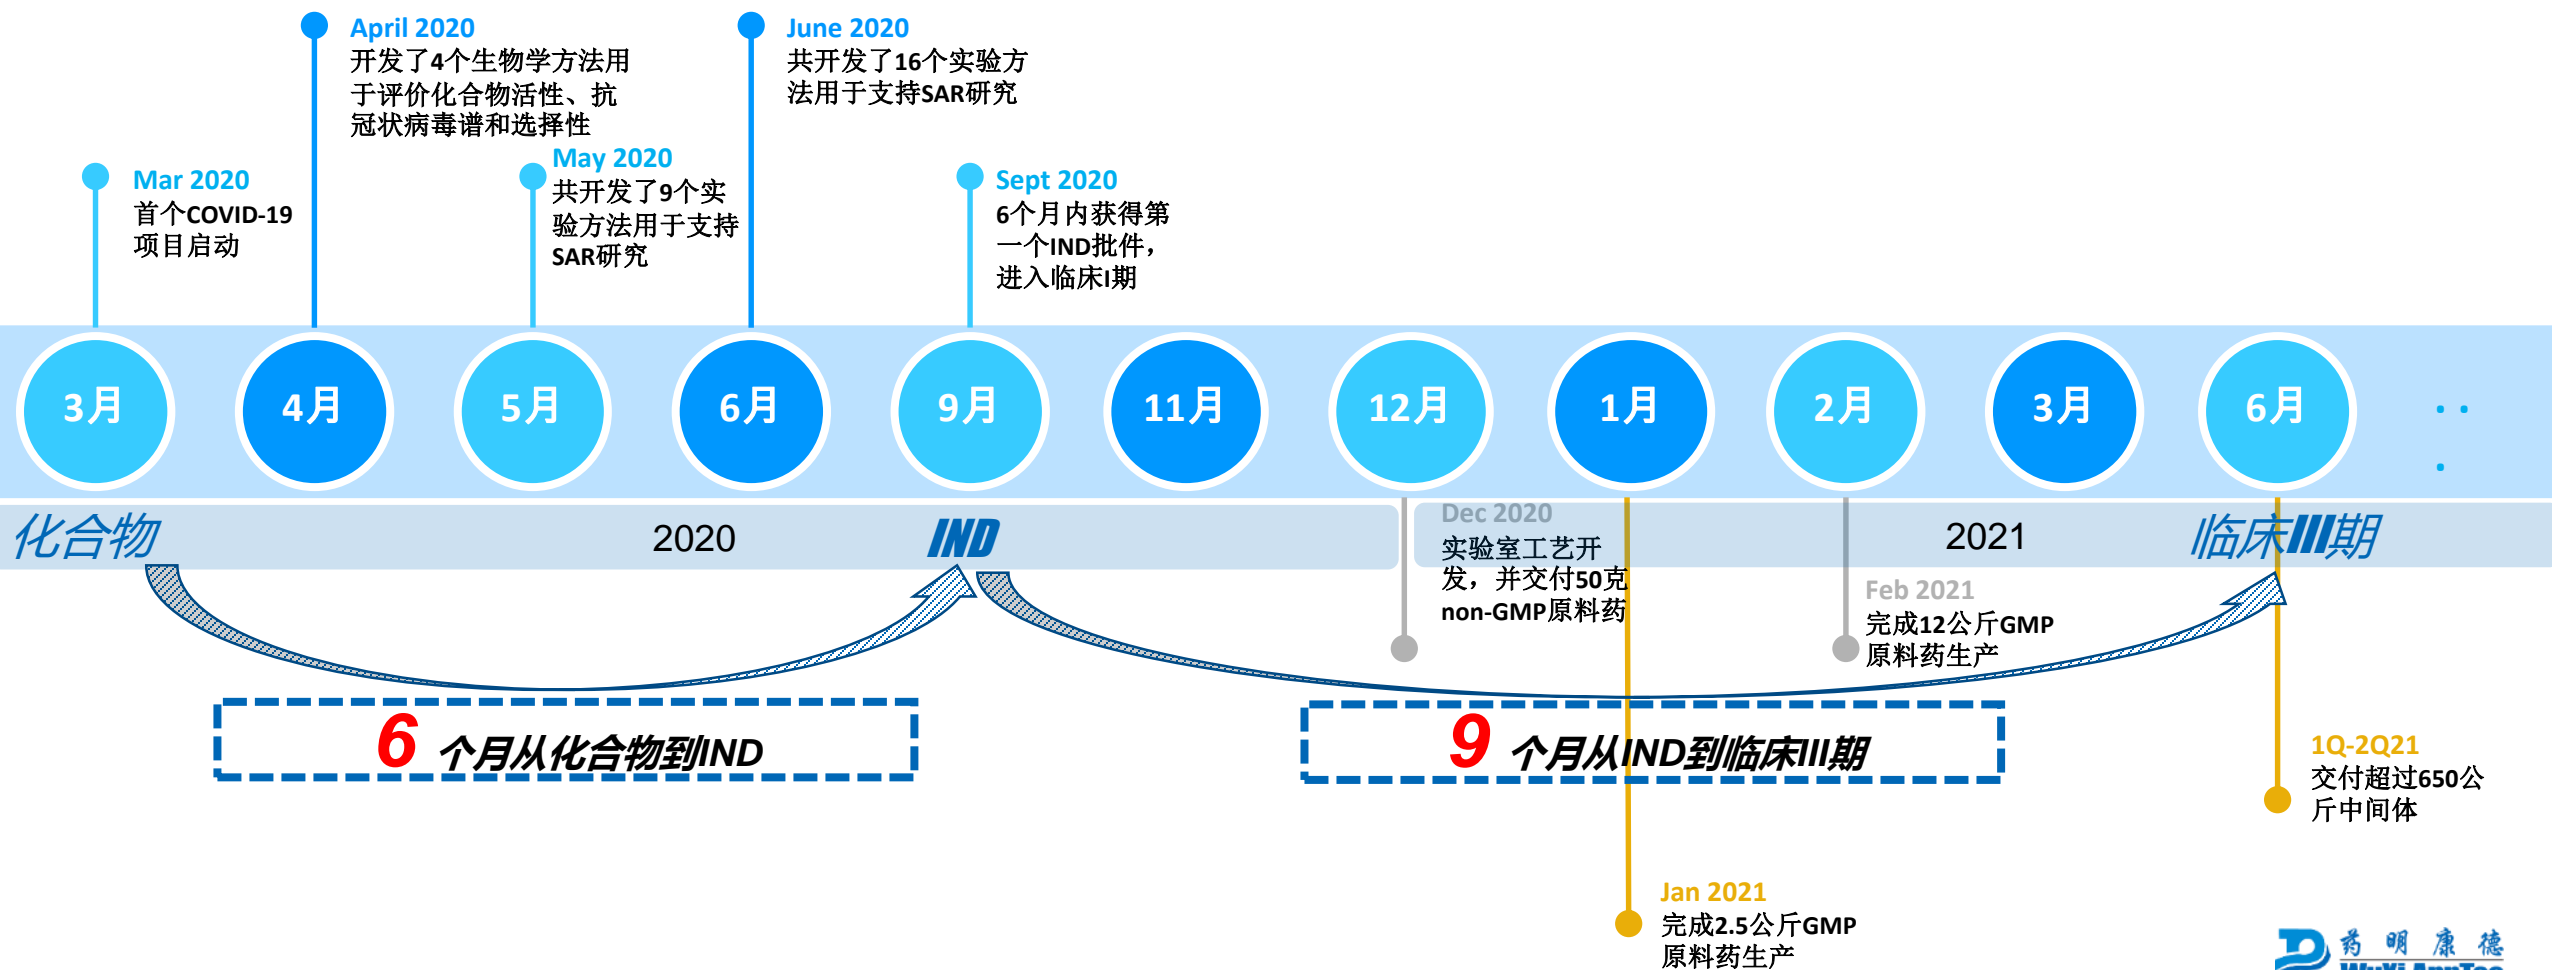 April 2020
开发了4个生物学方法用
于评价化合物活性、抗
冠状病毒谱和选择性
June 2020
共开发了16个实验方
法用于支持SAR研究
Mar 2020
首个COVID-19
项目启动
May 2020
共开发了9个实
验方法用于支持
SAR研究
Sept 2020
6个月内获得第
一个IND批件，
进入临床I期
3月
4月
5月
6月
9月
11月
12月
1月
2月
3月
6月
. .
.
化合物
2020
IND
2021
临床III期
Dec 2020
实验室工艺开
发，并交付50克
non-GMP原料药
Feb 2021
完成12公斤GMP
原料药生产
6 个月从化合物到IND
9 个月从IND到临床III期
1Q-2Q21
交付超过650公
斤中间体
Jan 2021
完成2.5公斤GMP
原料药生产
药明康德
WuXi AppTec